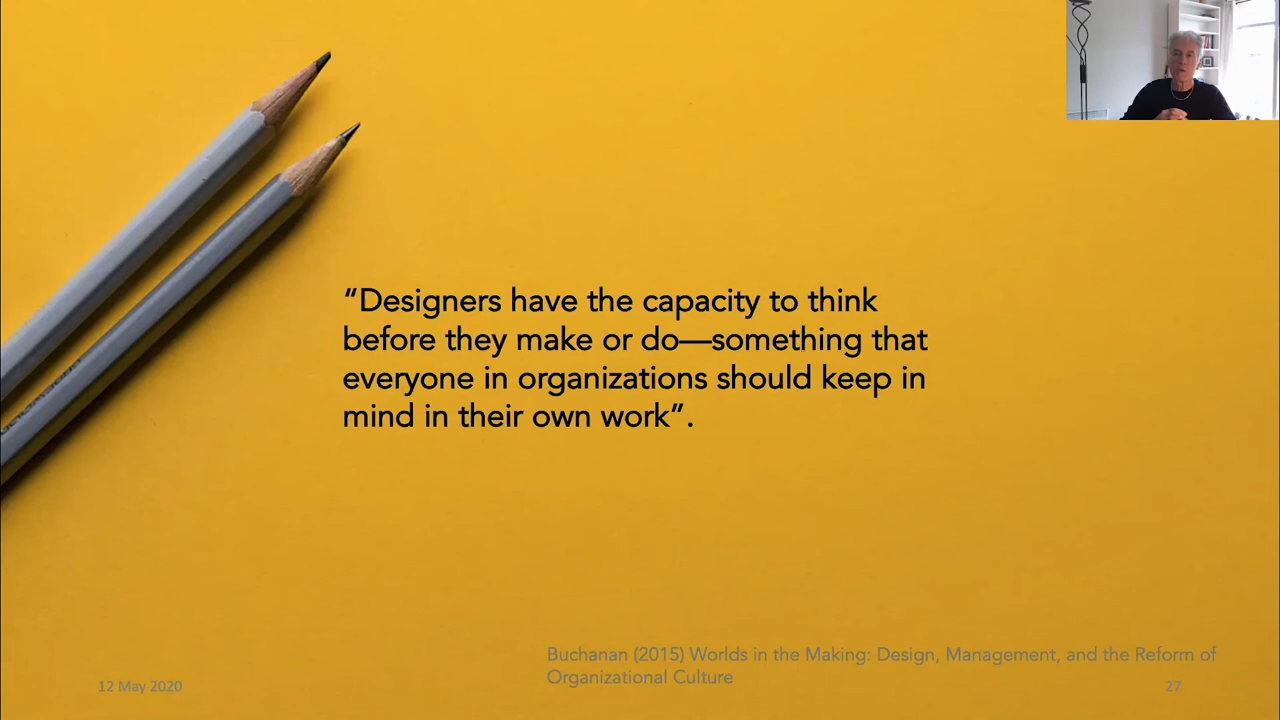 “Designers have the capacity to think
before they make or do—something that
everyone in organizations should keep in
mind in their own work”.
Buchanan (2015) Worlds in the Making: Design, Management, and the Reform of
Organizational Culture
12 May 2020
27